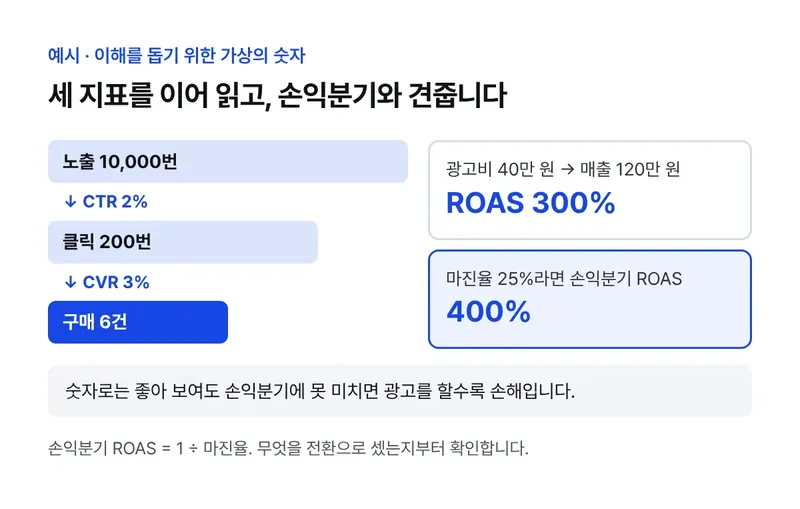 예시 · 이해를 돕기 위한 가상의 숫자
세 지표를 이어 읽고, 손익분기와 견줍니다
노출 10,000번
↓ CTR 2%
클릭 200번
↓ CVR 3%
구매 6건
광고비 40만 원 → 매출 120만 원
ROAS 300%
마진율 25%라면 손익분기 ROAS
400%
숫자로는 좋아 보여도 손익분기에 못 미치면 광고를 할수록 손해입니다.
손익분기 ROAS = 1 ÷ 마진율. 무엇을 전환으로 셌는지부터 확인합니다.